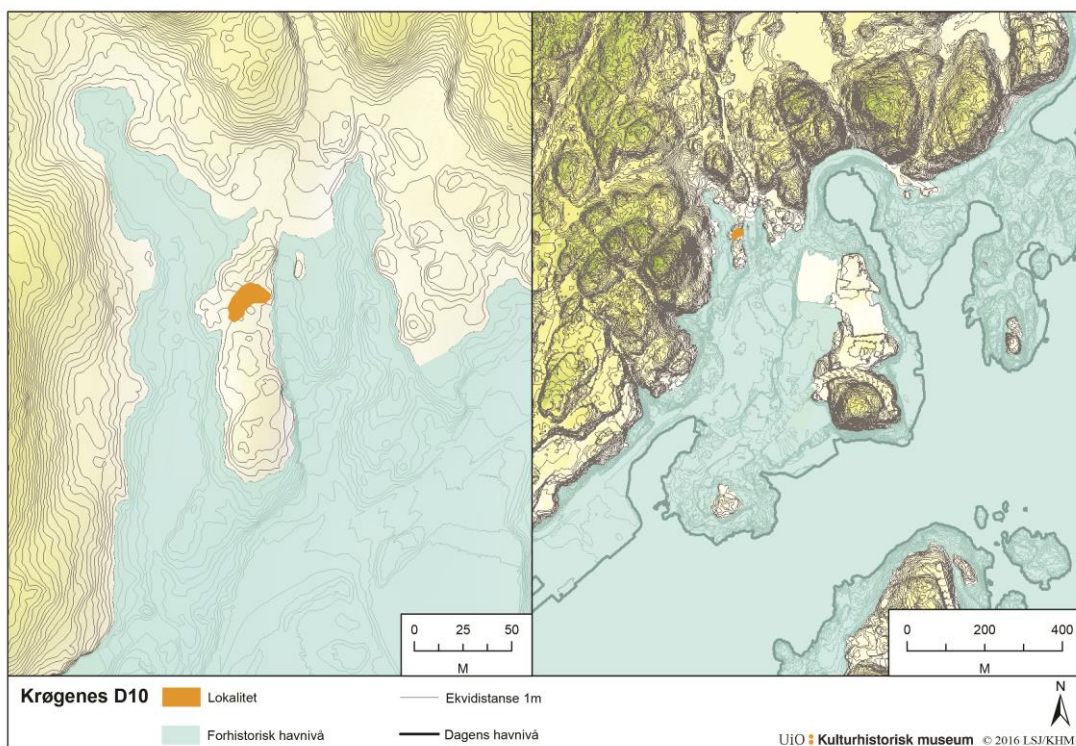 0 25 50
M
0 200 400
M
Krøgenes D10
Lokalitet
Ekvidistanse 1m
Forhistorisk havnivå
Dagens havnivå
N
UiO Kulturhistorisk museum © 2016 LSJ/KHM